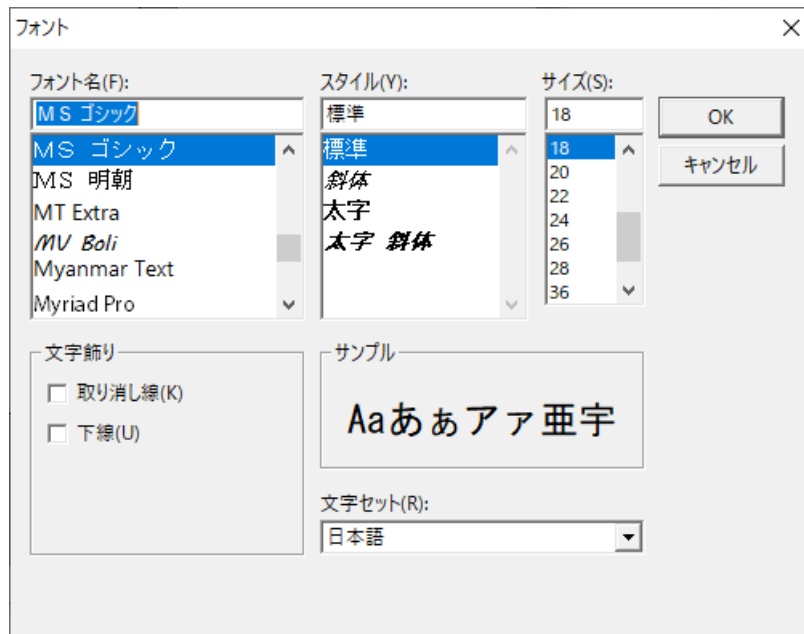 フォント
フォント名(F):
ＭＳ ゴシック
ＭＳ ゴシック
ＭＳ 明朝
MT Extra
MV Boli
Myanmar Text
Myriad Pro
スタイル(Y):
標準
標準
斜体
太字
太字 斜体
サイズ(S):
18
18
20
22
24
26
28
36
OK
キャンセル
文字飾り
取り消し線(K)
下線(U)
サンプル
Aaあぁアァ亜宇
文字セット(R):
日本語